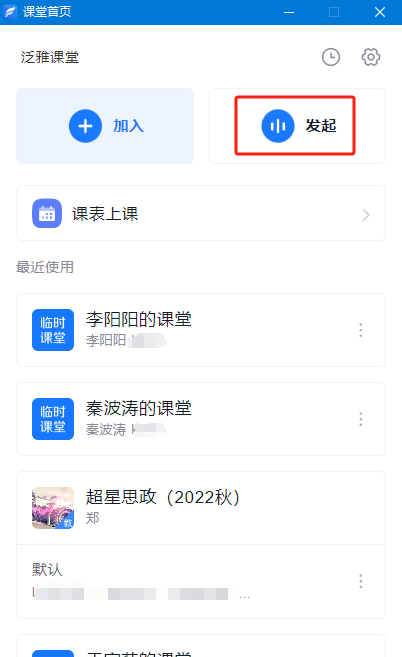 课堂首页
泛雅课堂
加入
发起
课表上课
最近使用
临时
课堂
李阳阳的课堂
李阳阳
临时
课堂
秦波涛的课堂
秦波涛
超星思政（2022秋）
教
郑
默认
...
临时